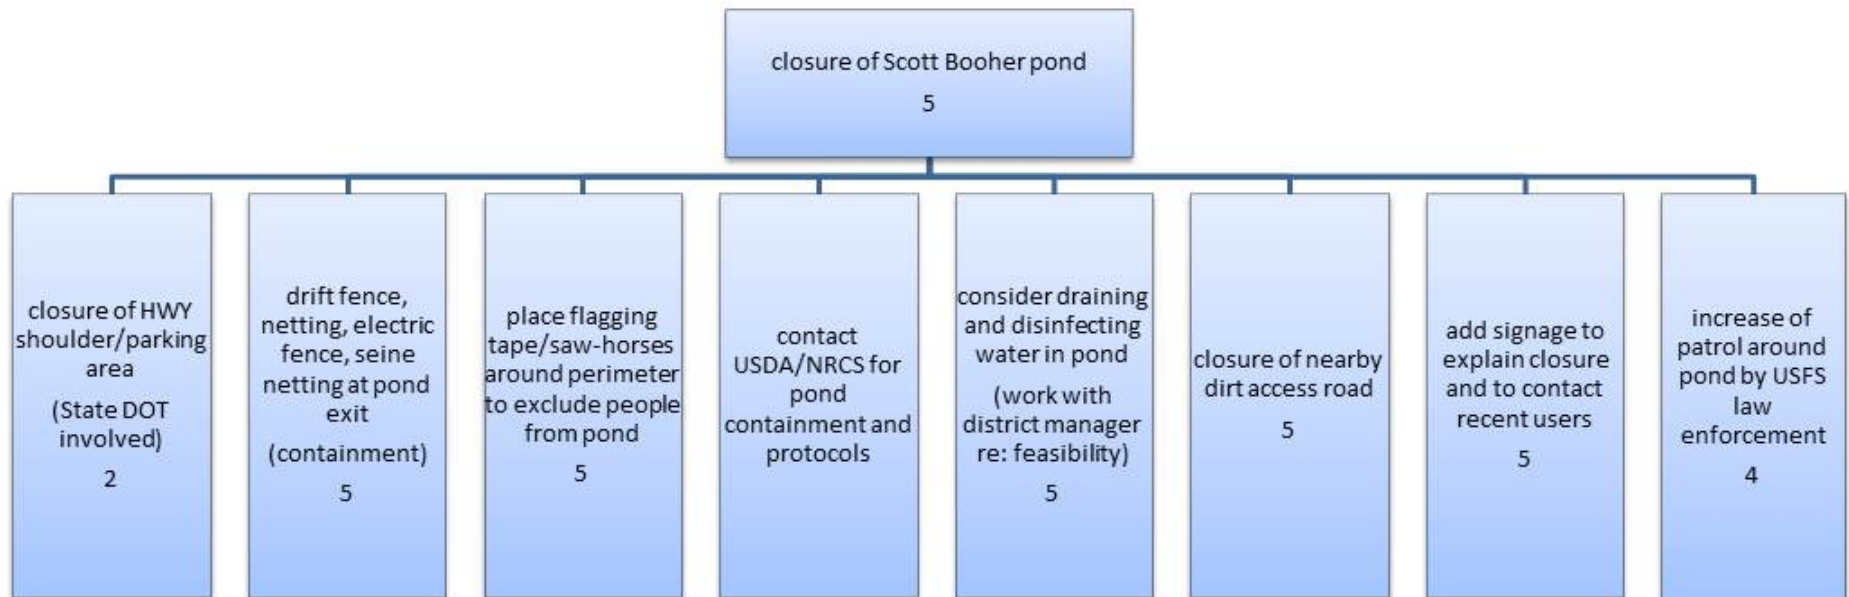 closure of Scott Booher pond
5
closure of HWY
shoulder/parking
area
(State DOT
involved)
2
drift fence,
netting, electric
fence, seine
netting at pond
exit
(containment)
5
place flagging
tape/saw-horses
around perimeter
to exclude people
from pond
5
contact
USDA/NRCS for
pond
containment and
protocols
consider draining
and disinfecting
water in pond
(work with
district manager
re: feasibility)
5
closure of nearby
dirt access road
5
add signage to
explain closure
and to contact
recent users
5
increase of
patrol around
pond by USFS
law
enforcement
4